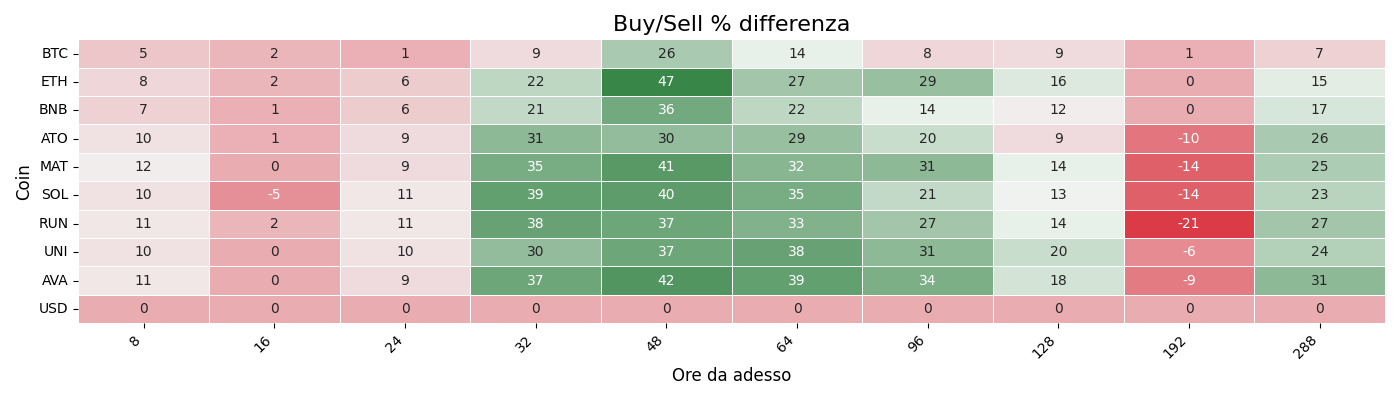 Buy/Sell % differenza
Coin
BTC 5 2 1 9 26 14 8 9 1 7
ETH 8 2 6 22 47 27 29 16 0 15
BNB 7 1 6 21 36 22 14 12 0 17
ATO 10 1 9 31 30 29 20 9 -10 26
MAT 12 0 9 35 41 32 31 14 -14 25
SOL 10 -5 11 39 40 35 21 13 -14 23
RUN 11 2 11 38 37 33 27 14 -21 27
UNI 10 0 10 30 37 38 31 20 -6 24
AVA 11 0 9 37 42 39 34 18 -9 31
USD 0 0 0 0 0 0 0 0 0 0
8 16 24 32 48 64 96 128 192 288
Ore da adesso